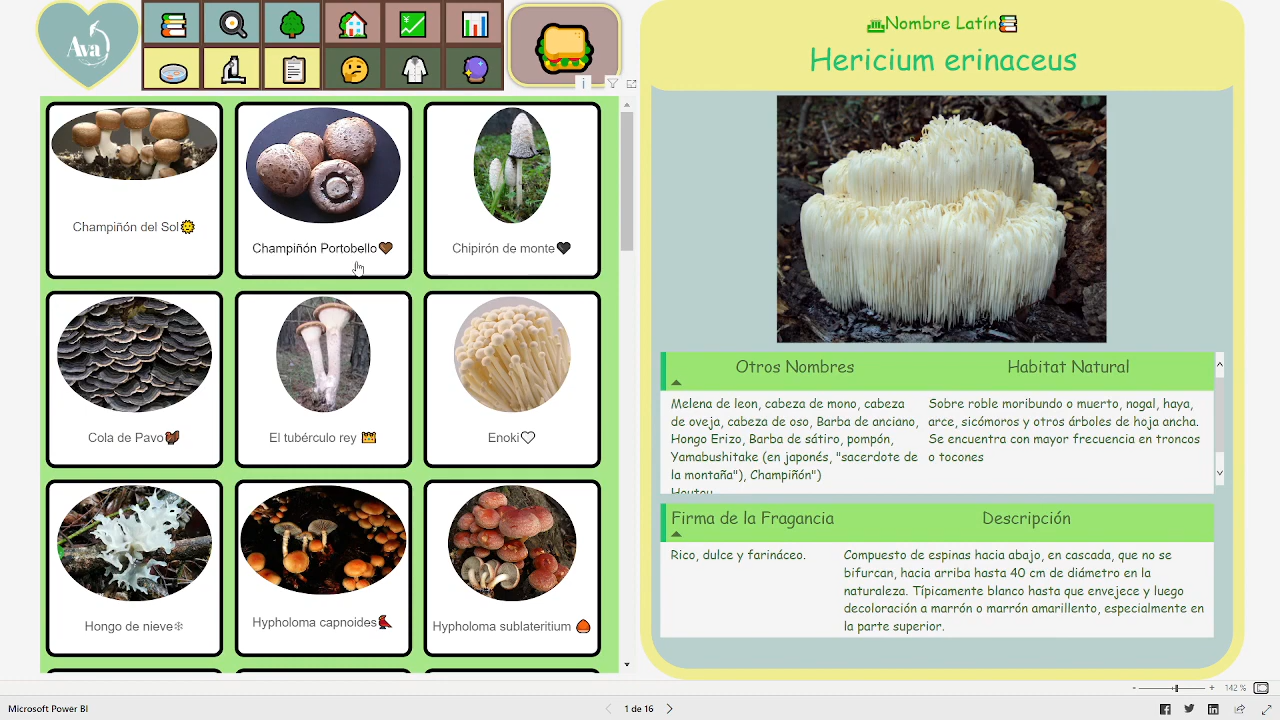 Ava
Nombre Latín
Hericium erinaceus
Champiñón del Sol
Champiñón Portobello
Chipirón de monte
Cola de Pavo
El tubérculo rey
Enoki
Hongo de nieve
Hypholoma capnoides
Hypholoma sublateritium
Otros Nombres
Habitat Natural
Melena de leon, cabeza de mono, cabeza
de oveja, cabeza de oso, Barba de anciano,
Hongo Erizo, Barba de sátiro, pompón,
Yamabushitake (en japonés, "sacerdote de
la montaña"), Champiñón")
Houtou
Sobre roble moribundo o muerto, nogal, haya,
arce, sicómoros y otros árboles de hoja ancha.
Se encuentra con mayor frecuencia en troncos
o tocones
Firma de la Fragancia
Descripción
Rico, dulce y farináceo.
Compuesto de espinas hacia abajo, en cascada, que no se
bifurcan, hacia arriba hasta 40 cm de diámetro en la
naturaleza. Típicamente blanco hasta que envejece y luego
decoloración a marrón o marrón amarillento, especialmente en
la parte superior.
- + 142 %
Microsoft Power BI
1 de 16